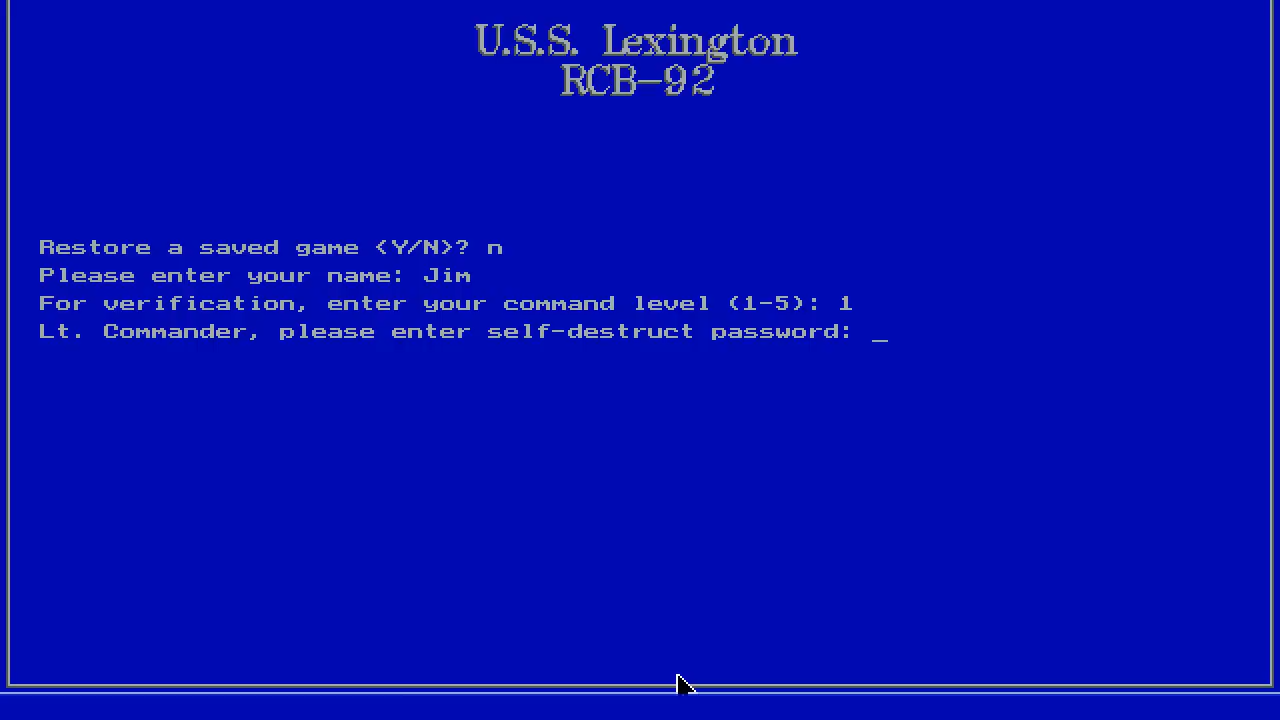 U.S.S. Lexington
RCB-92
Restore a saved game <Y/N>? n
Please enter your name: Jim
For verification, enter your command level (1-5): 1
Lt. Commander, please enter self-destruct password: _